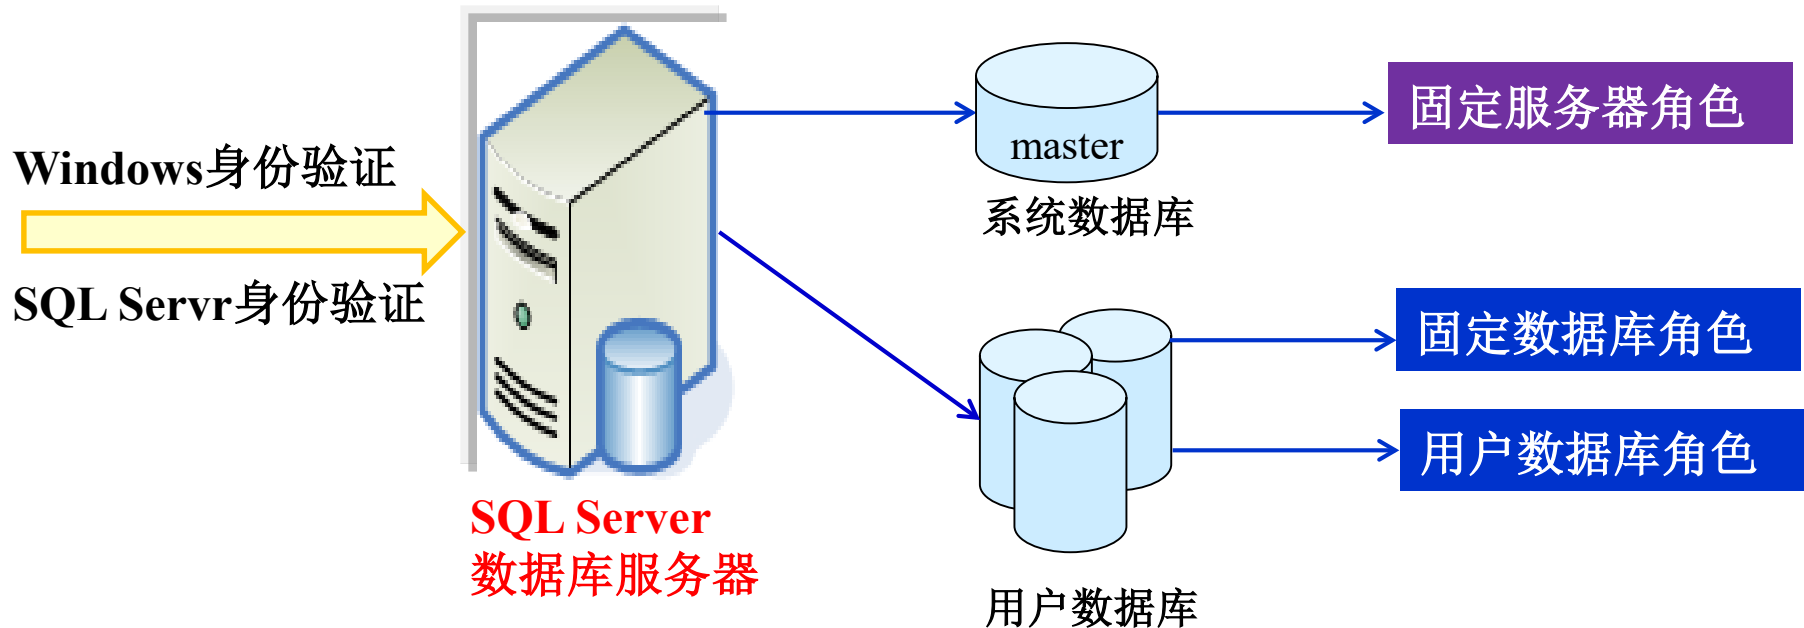 Windows身份验证
SQL Servr身份验证
SQL Server
数据库服务器
master
系统数据库
用户数据库
固定服务器角色
固定数据库角色
用户数据库角色